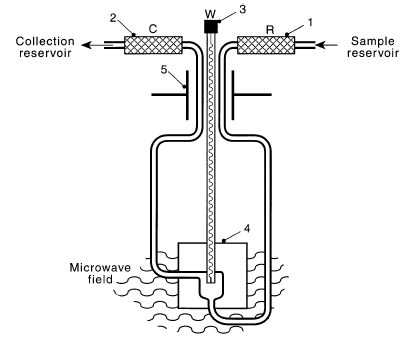 2
C
W
3
R
1
Collection
reservoir
Sample
reservoir
5
4
Microwave
field